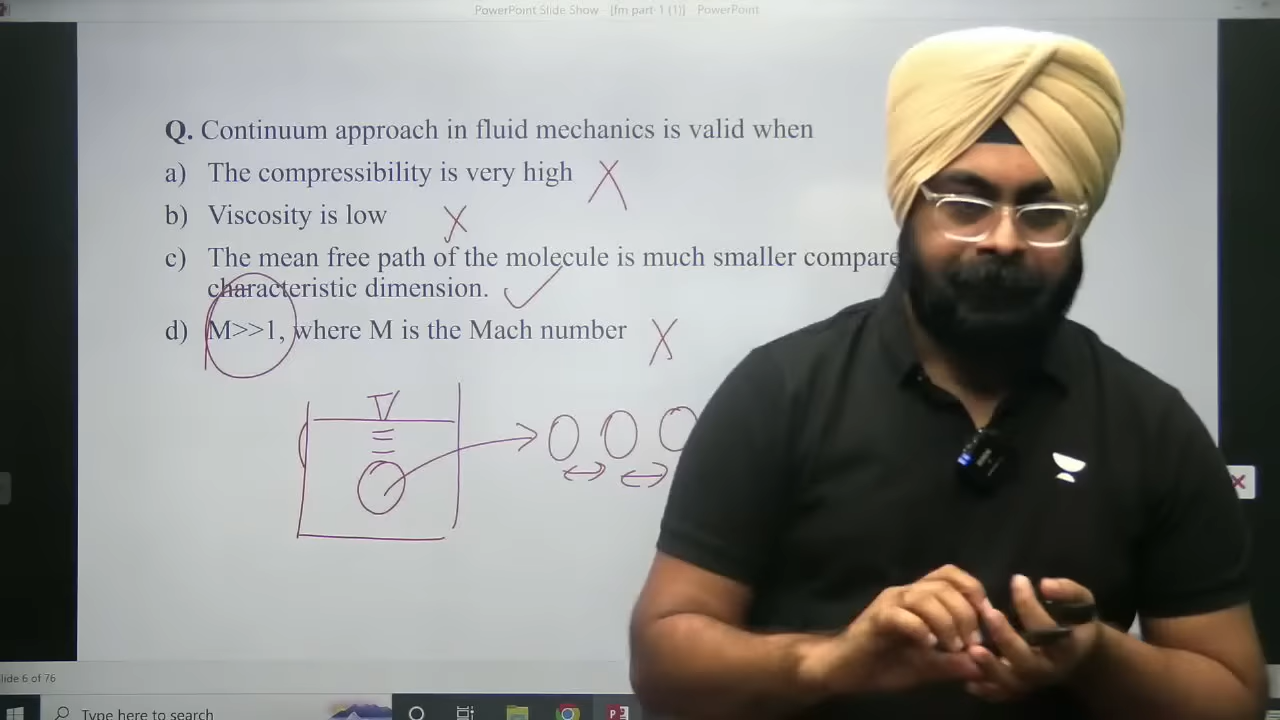 PowerPoint Slide Show - [fm part 1 (1)] - PowerPoint
Q. Continuum approach in fluid mechanics is valid when
a) The compressibility is very high
b) Viscosity is low
c) The mean free path of the molecule is much smaller compare
characteristic dimension.
d) M>>1, where M is the Mach number
lide 6 of 76
Type here to search